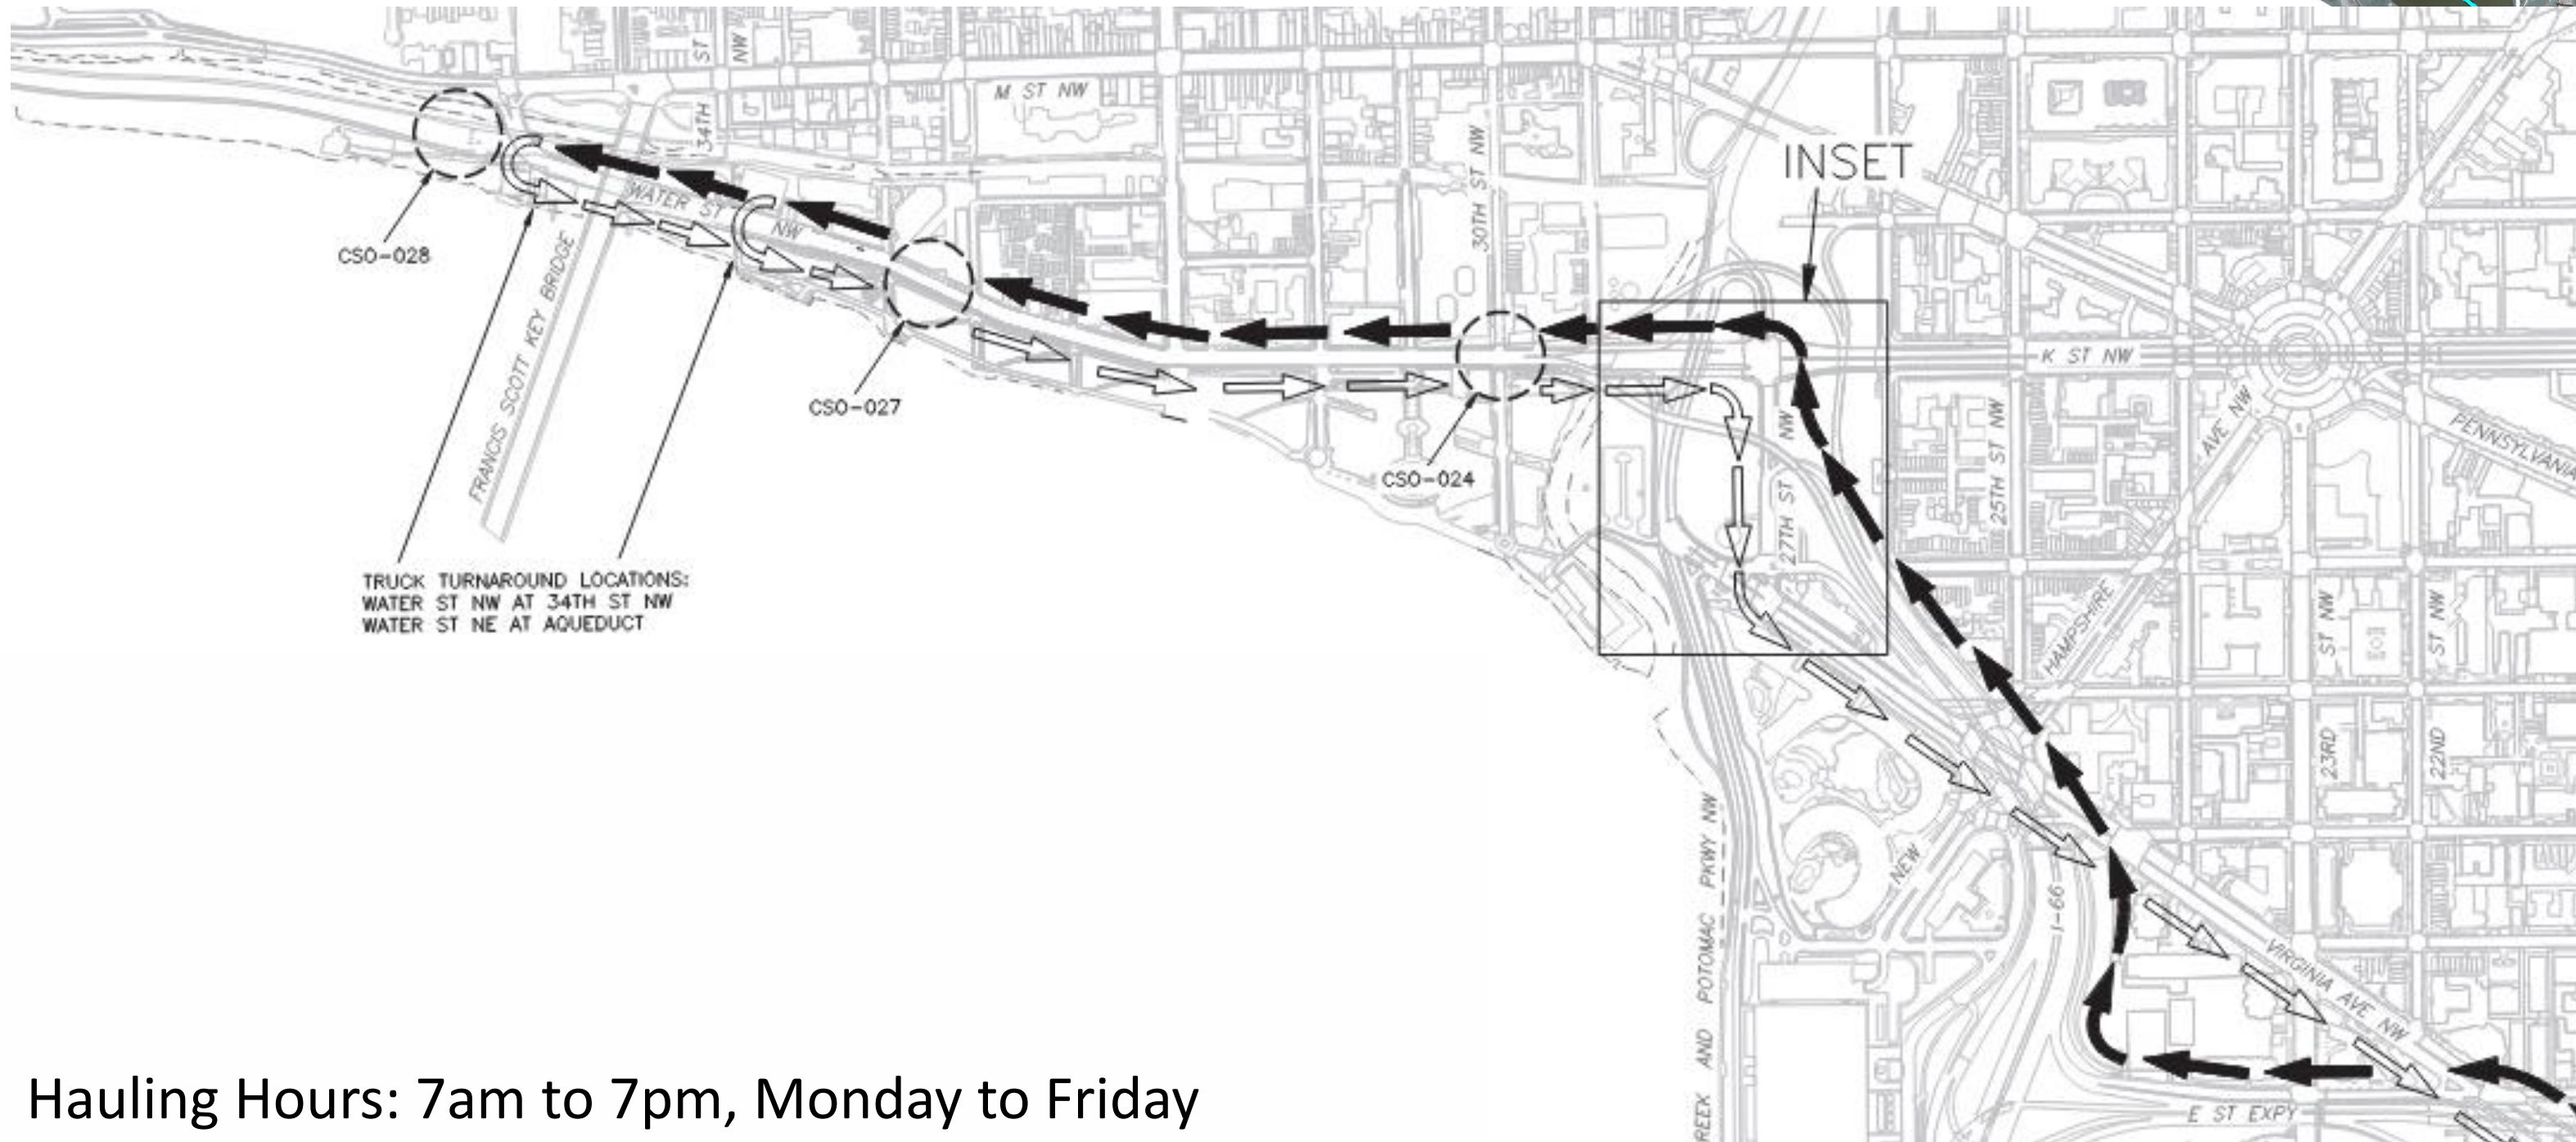 ST
NW
34TH
M ST NW
INSET
30TH ST NW
WATER ST
NW
CSO-028
FRANCIS SCOTT KEY BRIDGE
K ST NW
CSO-027
NW
27TH ST
25TH ST NW
AVE NW
PENNSYLVANIA
CSO-024
TRUCK TURNAROUND LOCATIONS:
WATER ST NW AT 34TH ST NW
WATER ST NE AT AQUEDUCT
HAMPSHIRE
ST NW
23RD
ST NW
22ND
NEW
I-66
VIRGINIA AVE NW
REEK AND POTOMAC PKWY NW
E ST EXPY
Hauling Hours: 7am to 7pm, Monday to Friday